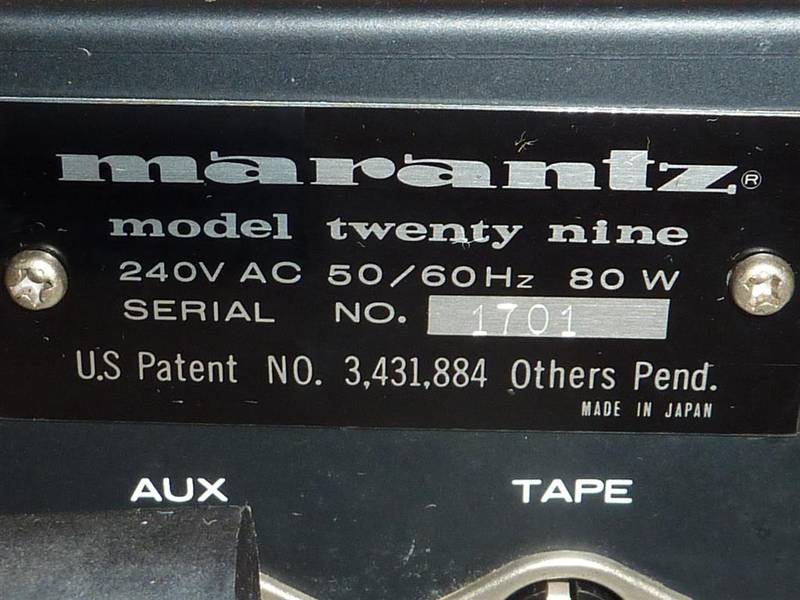 marantz®
model twenty nine
240V AC 50/60Hz 80 W
SERIAL NO. 1701
U.S Patent NO. 3,431,884 Others Pend.
MADE IN JAPAN
AUX TAPE